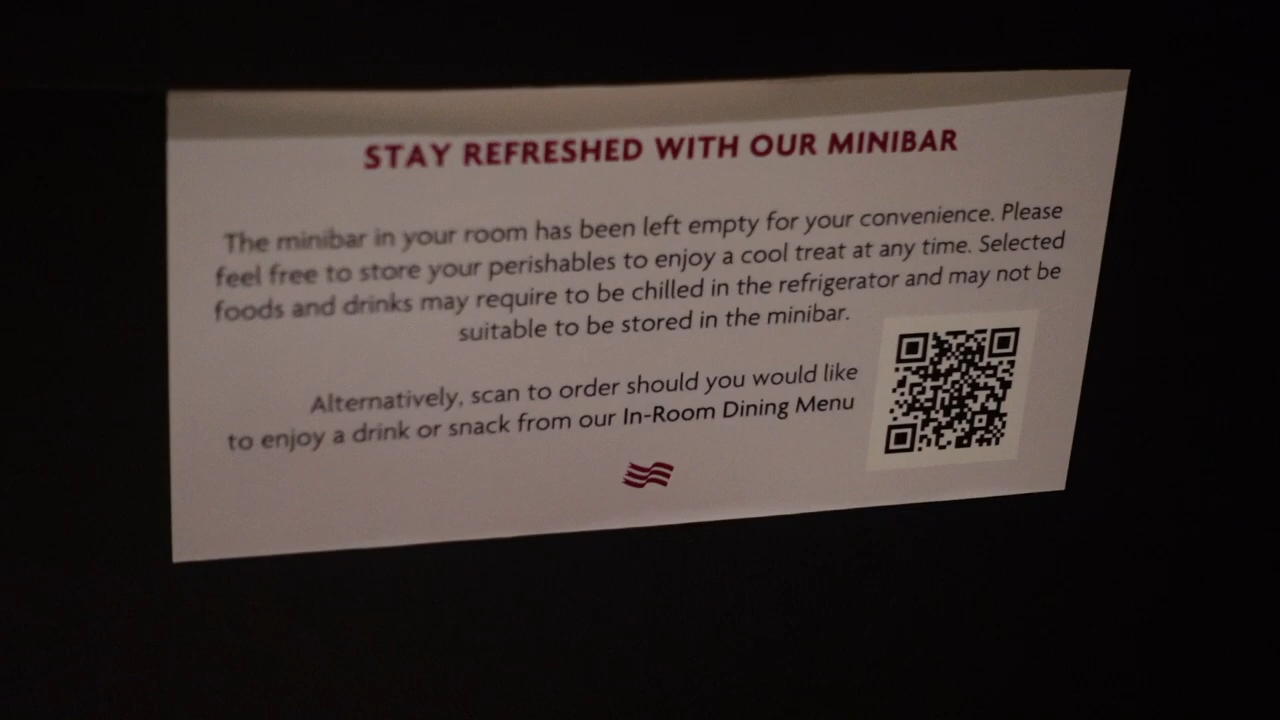 STAY REFRESHED WITH OUR MINIBAR
The minibar in your room has been left empty for your convenience. Please
feel free to store your perishables to enjoy a cool treat at any time. Selected
foods and drinks may require to be chilled in the refrigerator and may not be
suitable to be stored in the minibar.
Alternatively, scan to order should you would like
to enjoy a drink or snack from our In-Room Dining Menu